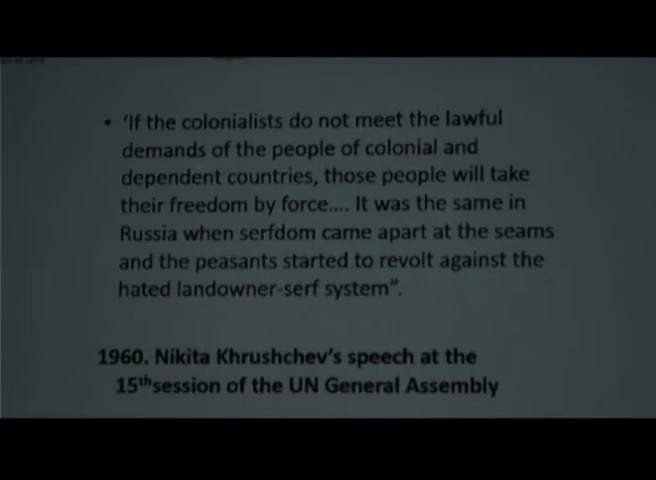 • ‘If the colonialists do not meet the lawful
demands of the people of colonial and
dependent countries, those people will take
their freedom by force.... It was the same in
Russia when serfdom came apart at the seams
and the peasants started to revolt against the
hated landowner-serf system”.
1960. Nikita Khrushchev’s speech at the
15thsession of the UN General Assembly